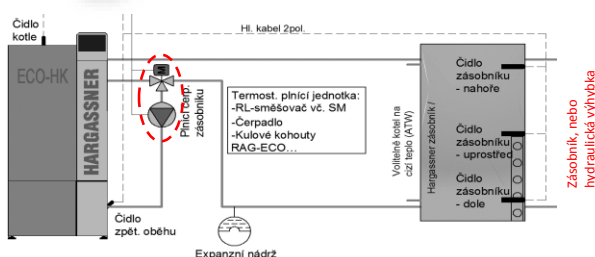 Čidlo
kotle
ECO-HK
HARGASSNER
M
Plnící čerp.
zásobníku
Hl. kabel 2pol.
Termost. plnící jednotka:
-RL-směšovač vč. SM
-Čerpadlo
-Kulové kohouty
RAG-ECO...
Čidlo
zpět. oběhu
Expanzní nádrž
Volitelně kotel na
cizí teplo (ATW)
Hargassner zásobník /
Čidlo
zásobníku
- nahoře
Čidlo
zásobníku
- uprostřed
Čidlo
zásobníku
- dole
Zásobník, nebo
hydraulická výhybka